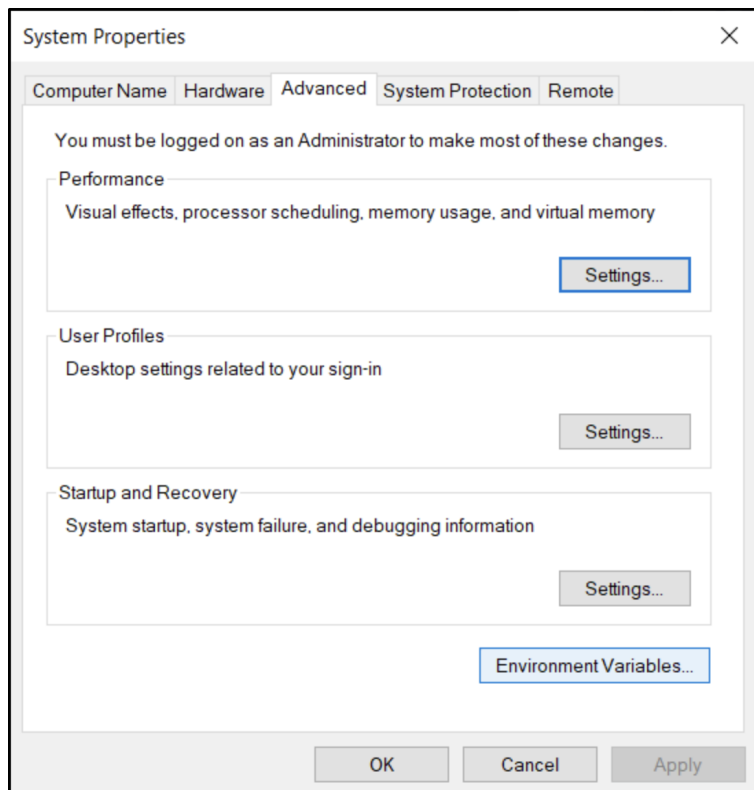 System Properties
Computer Name Hardware Advanced System Protection Remote
You must be logged on as an Administrator to make most of these changes.
Performance
Visual effects, processor scheduling, memory usage, and virtual memory
Settings...
User Profiles
Desktop settings related to your sign-in
Settings...
Startup and Recovery
System startup, system failure, and debugging information
Settings...
Environment Variables...
OK Cancel Apply